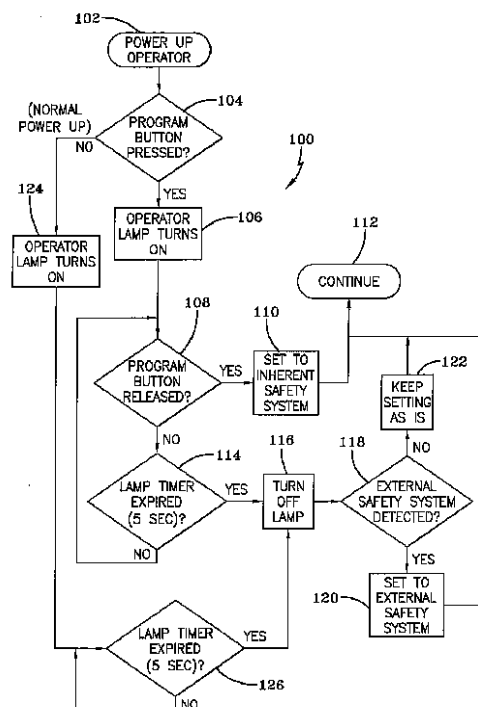 102
POWER UP
OPERATOR
104
(NORMAL
POWER UP)
NO
PROGRAM
BUTTON
PRESSED?
YES
100
124
OPERATOR
LAMP TURNS
ON
106
OPERATOR
LAMP TURNS
ON
112
CONTINUE
108
PROGRAM
BUTTON
RELEASED?
YES
110
SET TO
INHERENT
SAFETY
SYSTEM
122
KEEP
SETTING
AS IS
NO
NO
114
LAMP TIMER
EXPIRED
(5 SEC)?
YES
NO
116
TURN
OFF
LAMP
118
EXTERNAL
SAFETY SYSTEM
DETECTED?
YES
120
SET TO
EXTERNAL
SAFETY
SYSTEM
LAMP TIMER
EXPIRED
(5 SEC)?
YES
126
NO